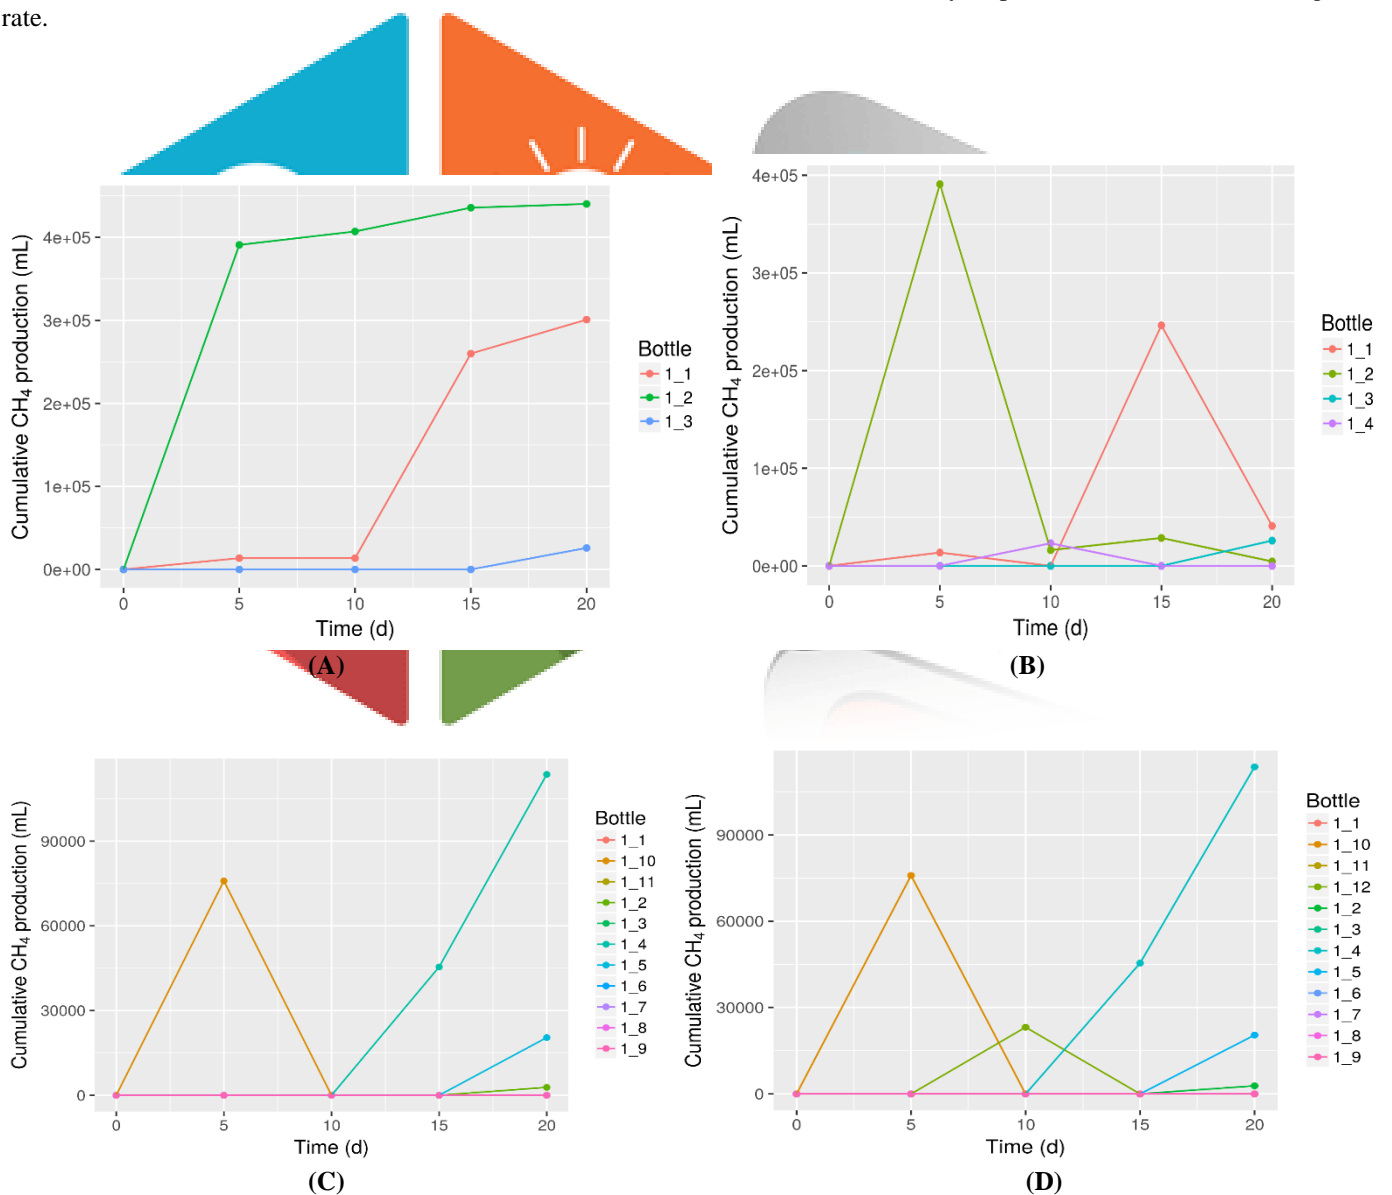 rate.
4e+05
3e+05
2e+05
1e+05
0e+00
Cumulative CH4 production (mL)
0 5 10 15 20
Time (d)
Bottle
1_1
1_2
1_3
(A)
4e+05
3e+05
2e+05
1e+05
0e+00
Cumulative CH4 production (mL)
0 5 10 15 20
Time (d)
Bottle
1_1
1_2
1_3
1_4
(B)
90000
60000
30000
0
Cumulative CH4 production (mL)
0 5 10 15 20
Time (d)
Bottle
1_1
1_10
1_11
1_2
1_3
1_4
1_5
1_6
1_7
1_8
1_9
(C)
90000
60000
30000
0
Cumulative CH4 production (mL)
0 5 10 15 20
Time (d)
Bottle
1_1
1_10
1_11
1_12
1_2
1_3
1_4
1_5
1_6
1_7
1_8
1_9
(D)